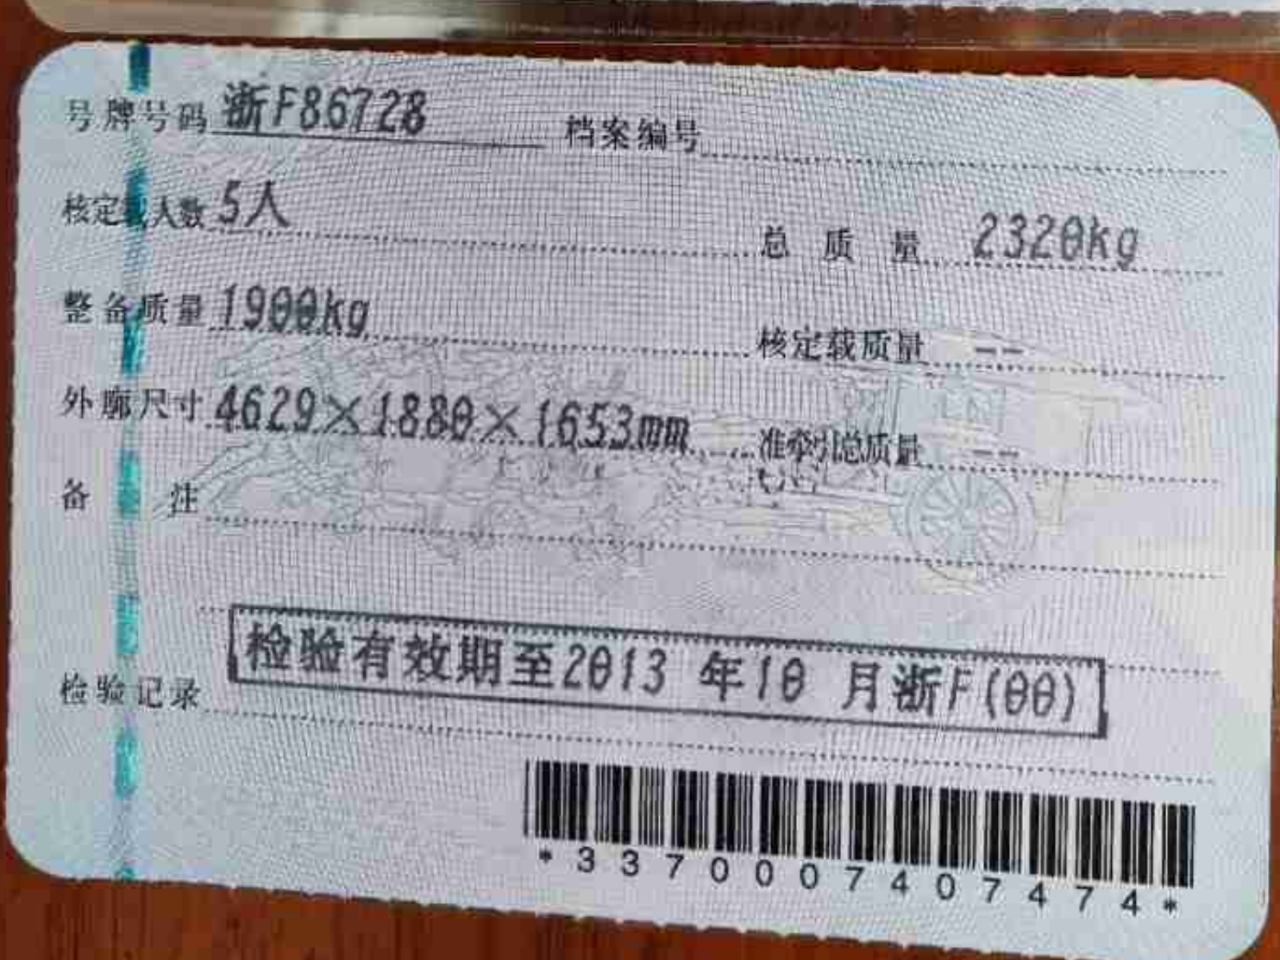 号牌号码 浙F86728 档案编号
核定载人数 5人 总质量 2320kg
整备质量 1900kg 核定载质量 --
外廓尺寸 4629×1880×1653mm 准牵引总质量 --
备注
检验记录 检验有效期至2013 年10 月浙F(00)
*3370007407474*